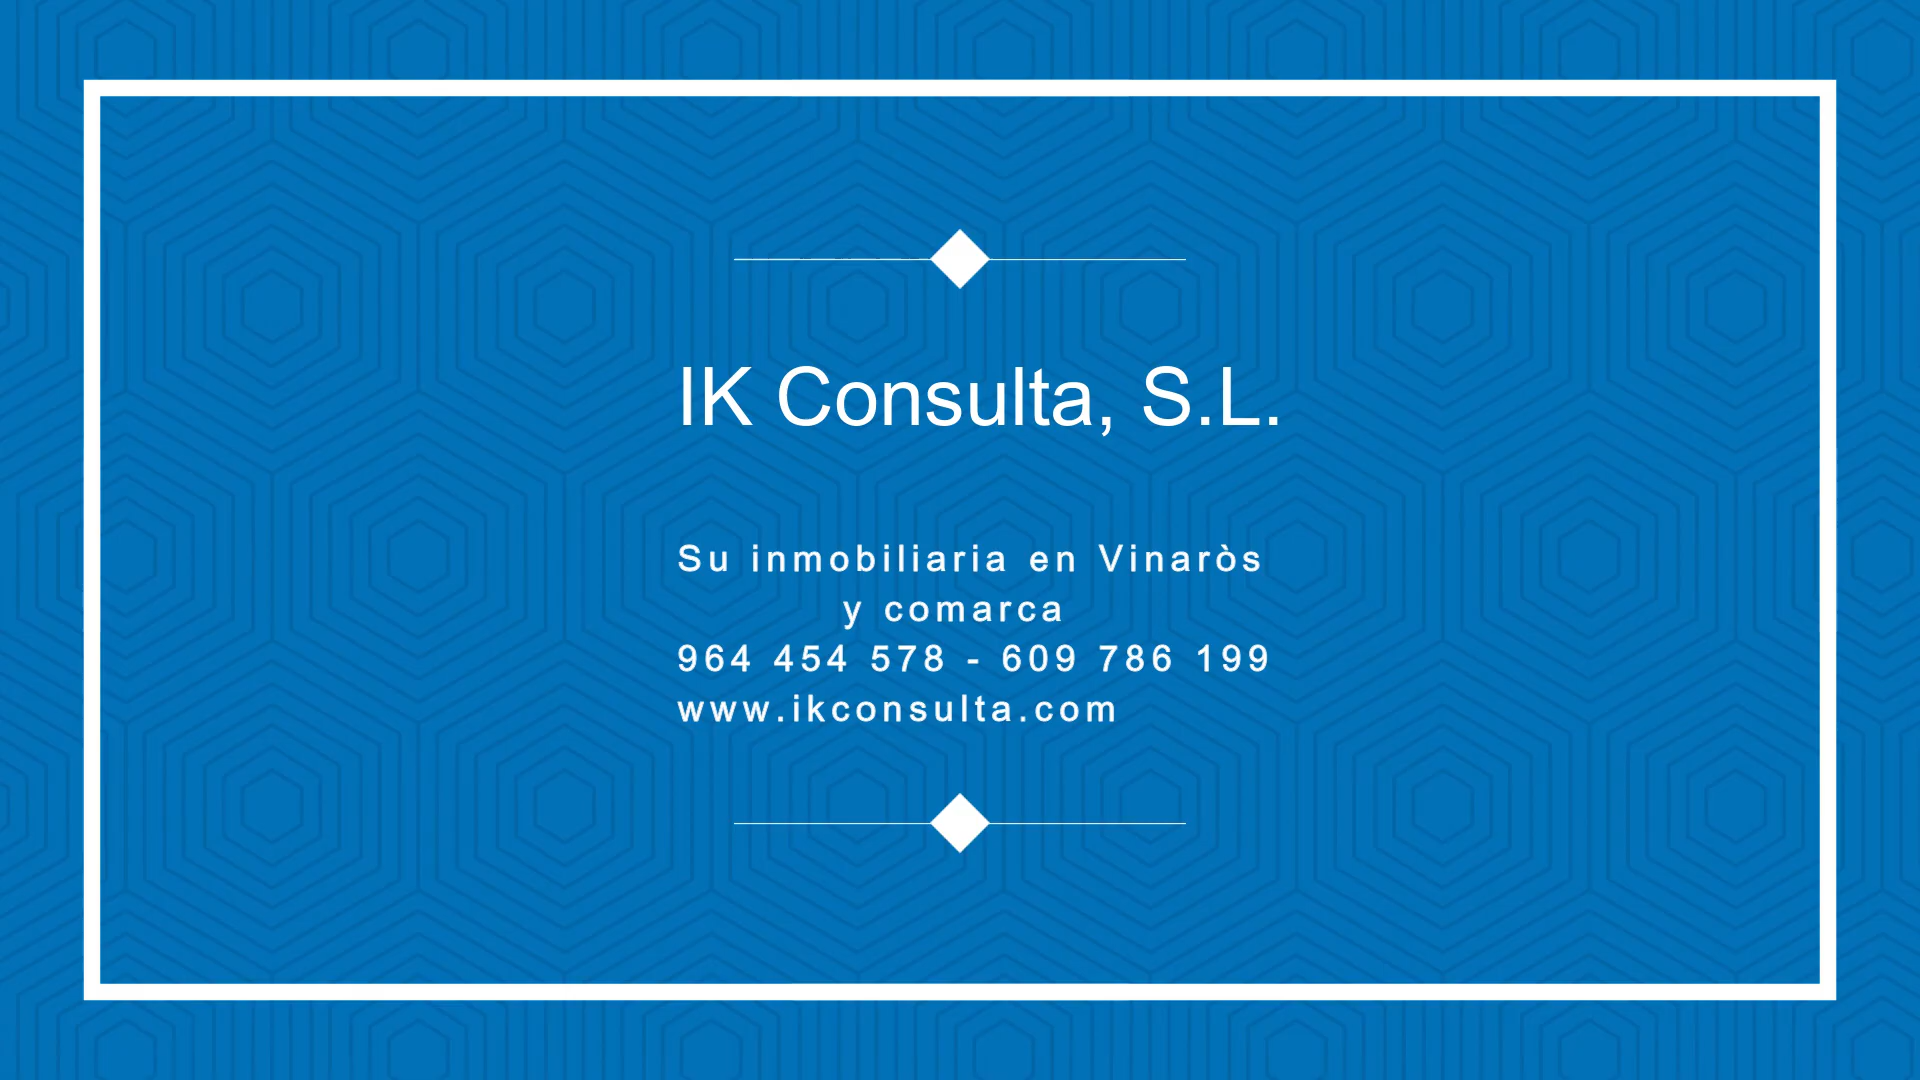 IK Consulta, S.L.
Su inmobiliaria en Vinaròs
y comarca
964 454 578 - 609 786 199
www.ikconsulta.com